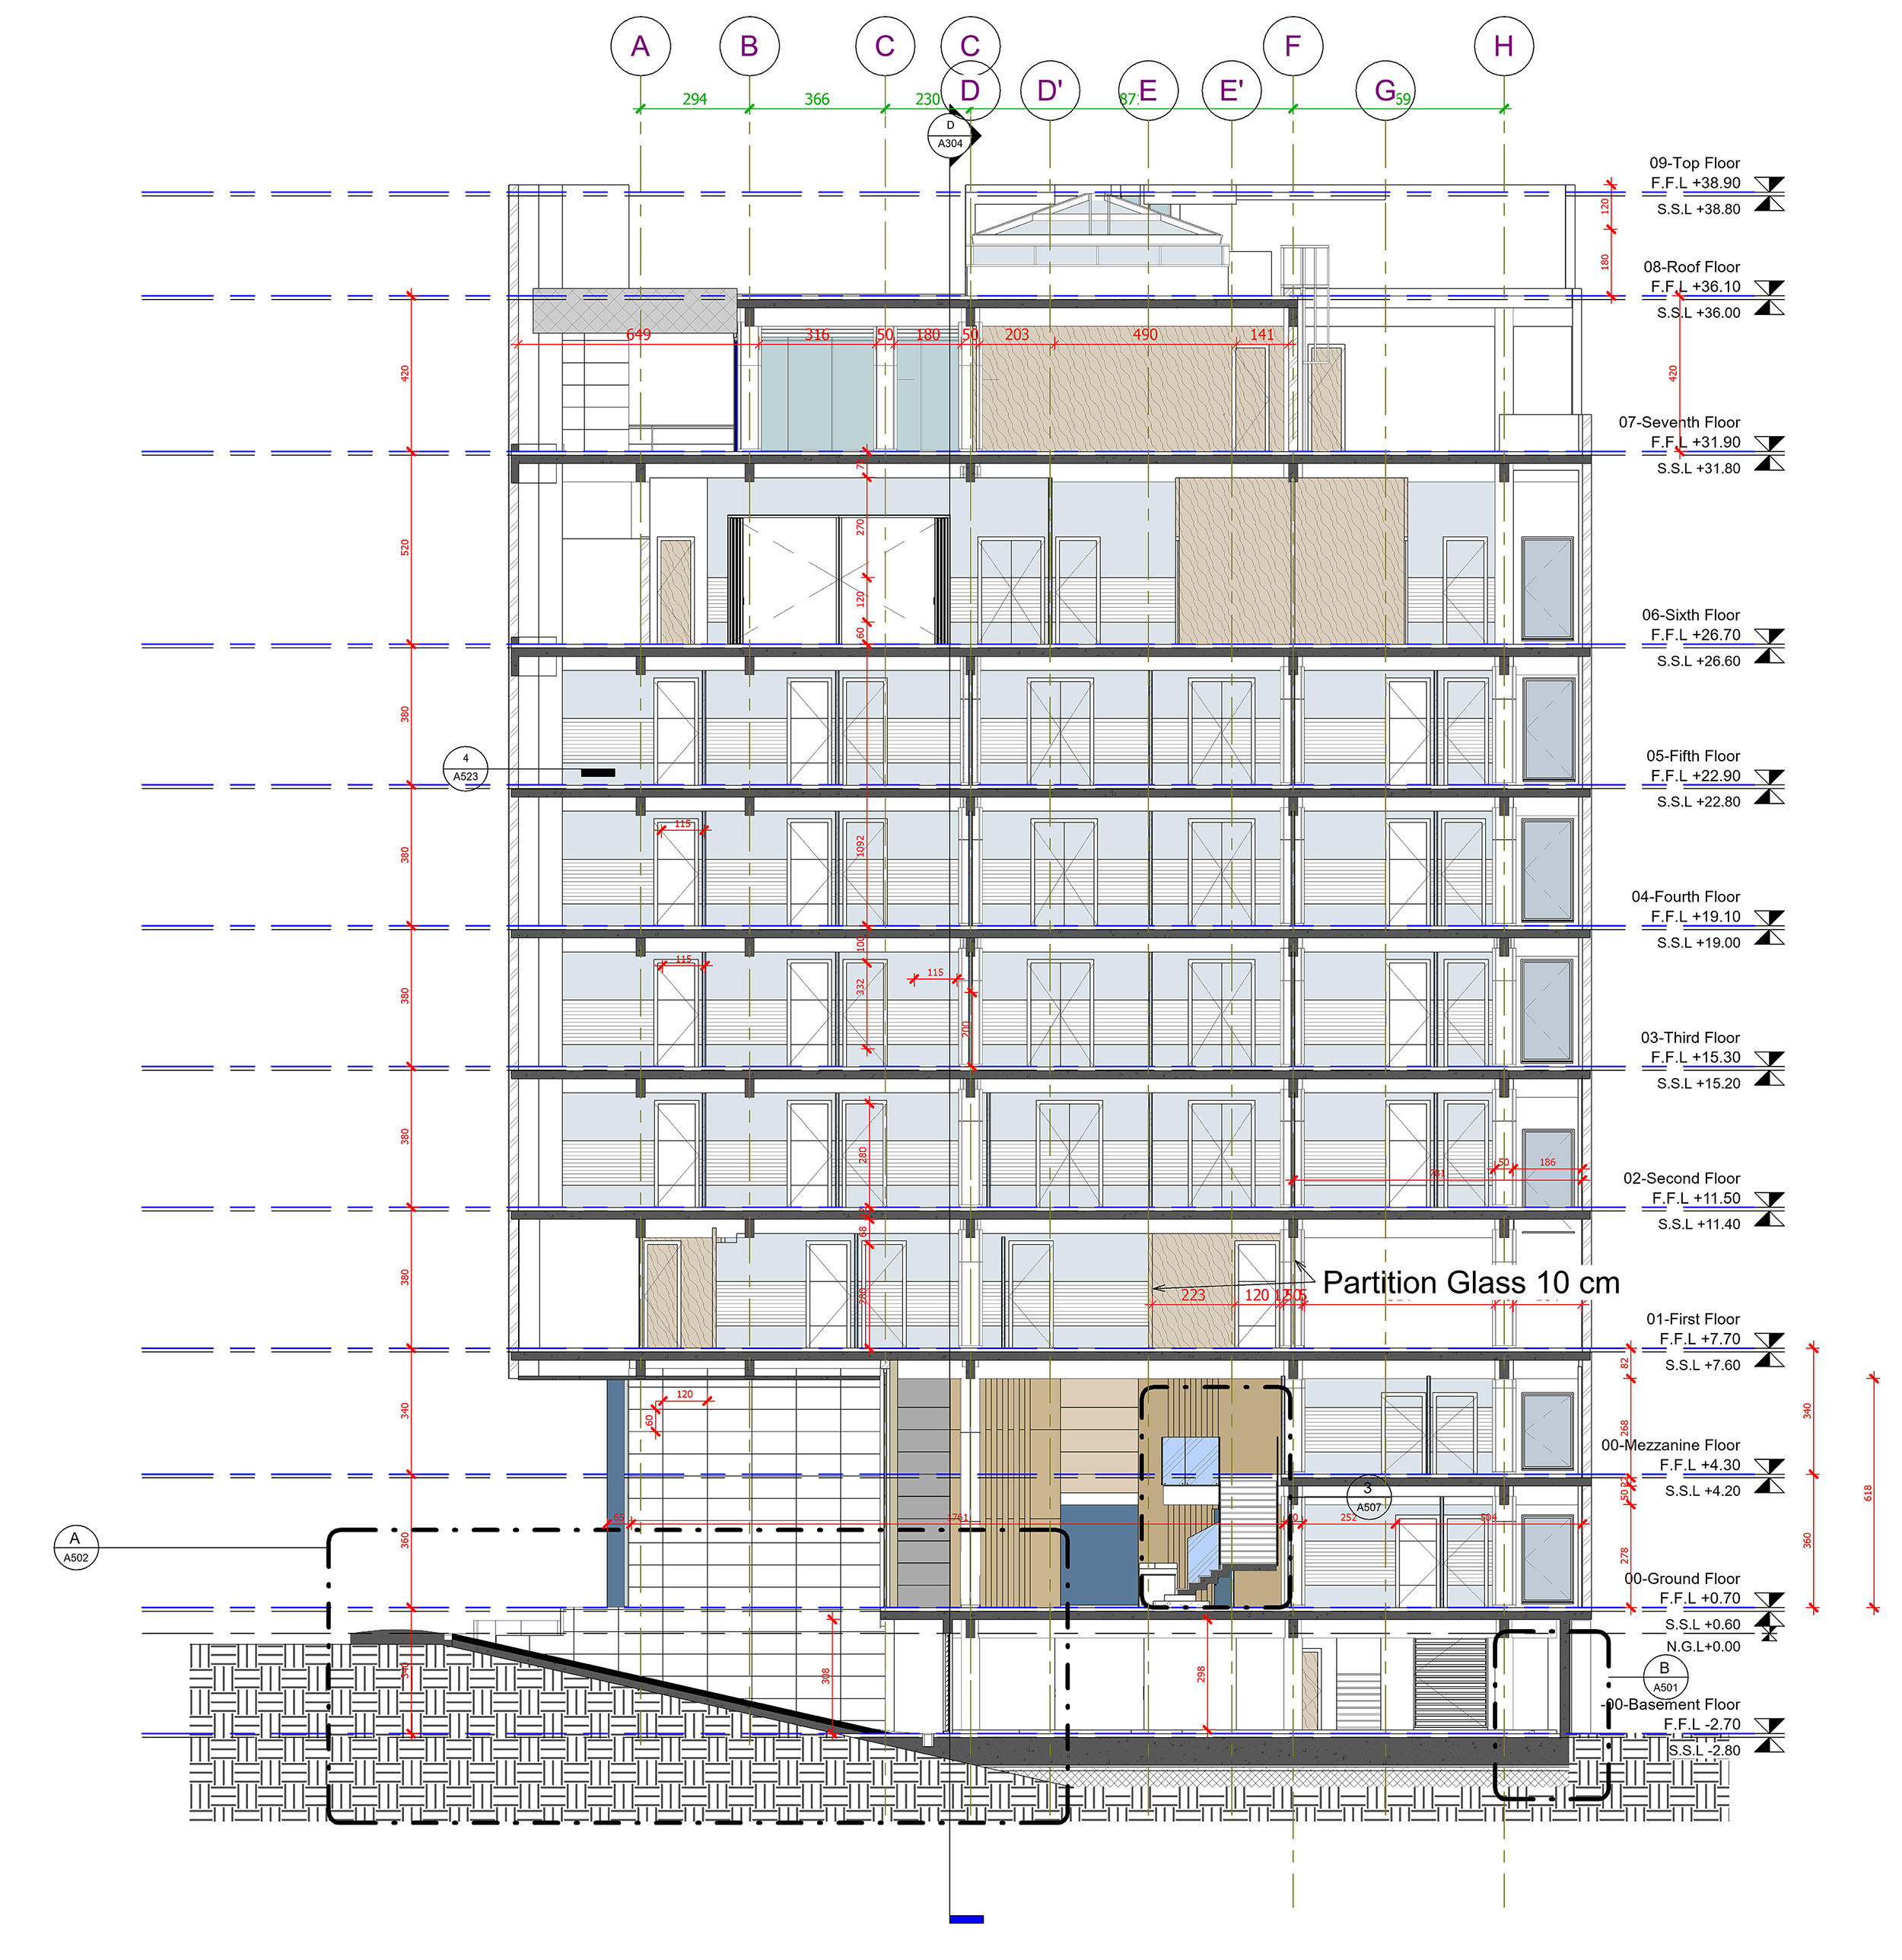 A B C C F H
D D' E E' G
294 366 230
D
A304
09-Top Floor
F.F.L +38.90
S.S.L +38.80
120
180
08-Roof Floor
F.F.L +36.10
S.S.L +36.00
649 316 50 180 50 203 490 141
420
420
07-Seventh Floor
F.F.L +31.90
S.S.L +31.80
270
520
120
60
06-Sixth Floor
F.F.L +26.70
S.S.L +26.60
380
4
A523
05-Fifth Floor
F.F.L +22.90
S.S.L +22.80
115
380
1092
04-Fourth Floor
F.F.L +19.10
S.S.L +19.00
100
115
115
380
332
200
03-Third Floor
F.F.L +15.30
S.S.L +15.20
380
280
50 186
02-Second Floor
F.F.L +11.50
S.S.L +11.40
68
380
280
Partition Glass 10 cm
223 120
01-First Floor
F.F.L +7.70
S.S.L +7.60
82
120
60
340
268
340
00-Mezzanine Floor
F.F.L +4.30
S.S.L +4.20
3
A507
50
618
65 1761 252 504
A
A502
360
278
360
00-Ground Floor
F.F.L +0.70
S.S.L +0.60
N.G.L+0.00
340
308
298
B
A501
-00-Basement Floor
F.F.L -2.70
S.S.L -2.80